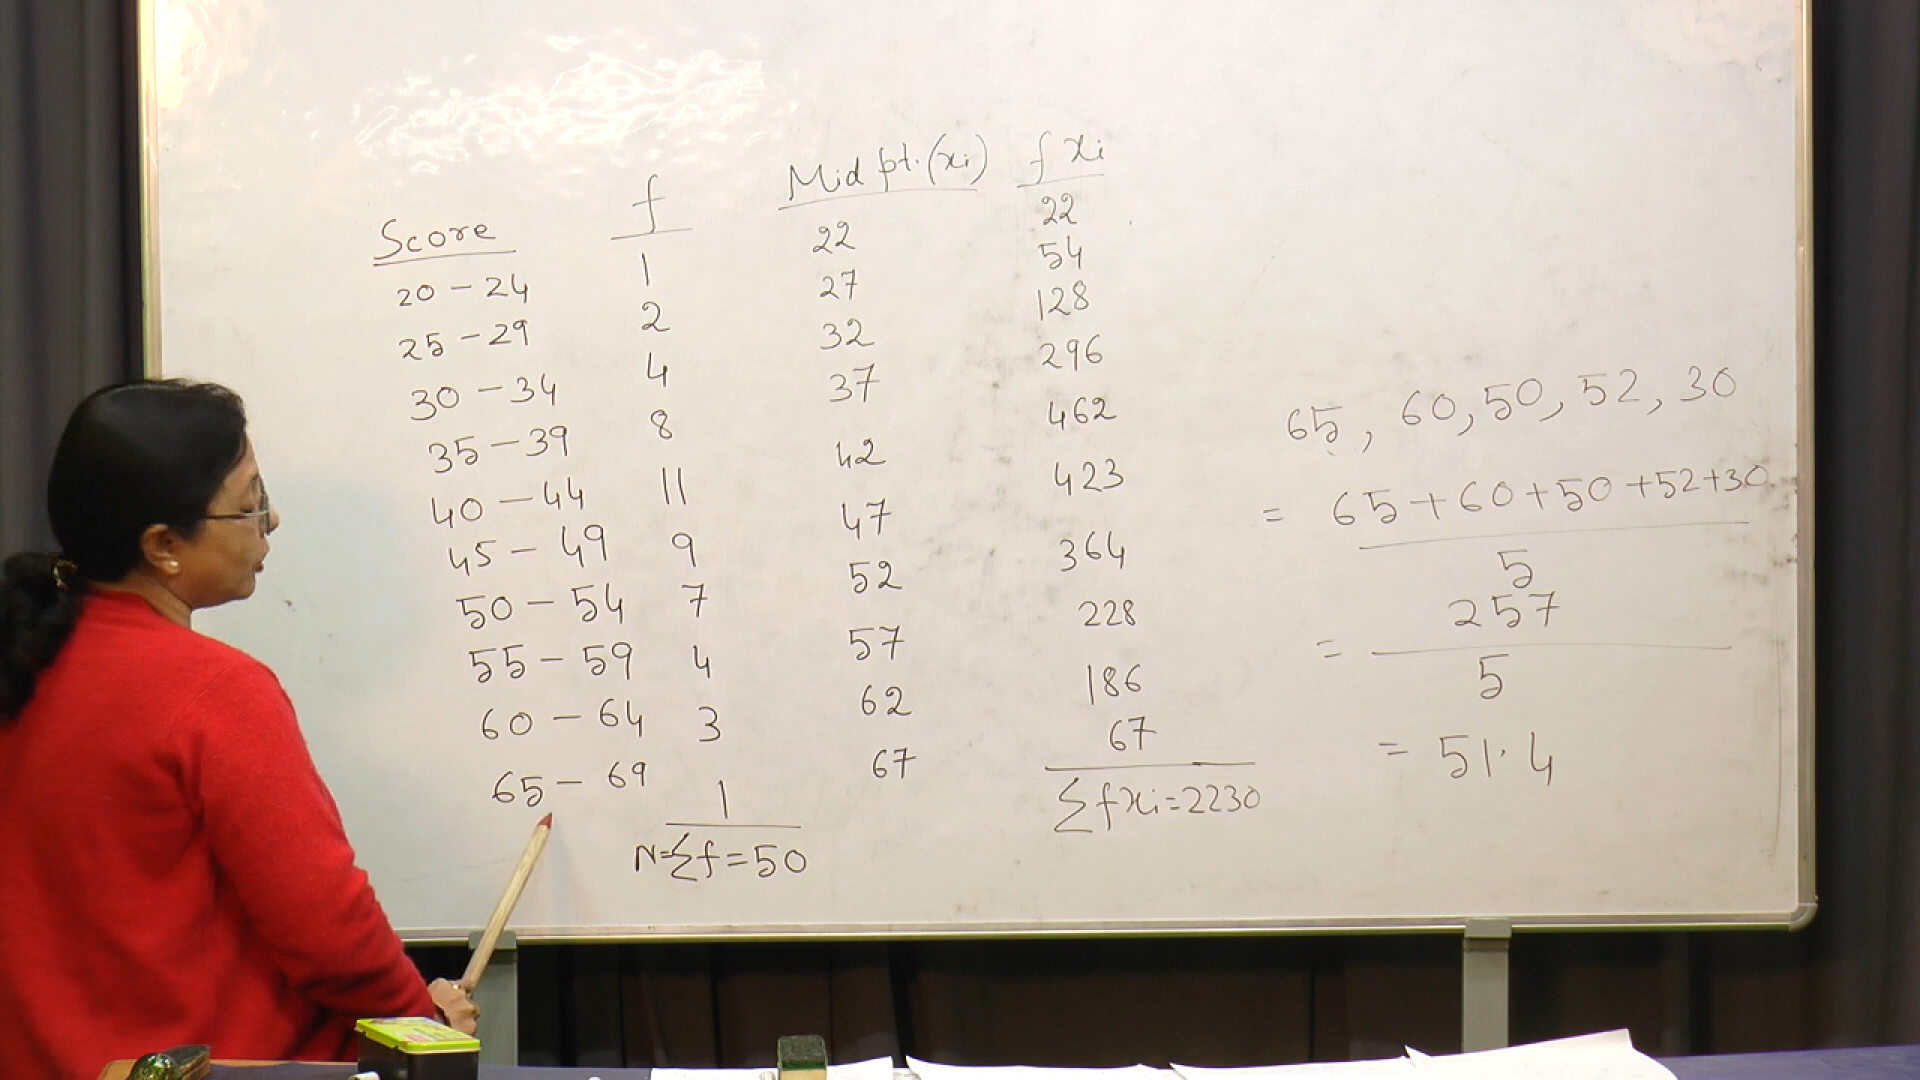 Score f Mid pt. (xi) f xi
20 - 24 1 22 22
25 - 29 2 27 54
30 - 34 4 32 128
35 - 39 8 37 296
40 - 44 11 42 462
45 - 49 9 47 423
50 - 54 7 52 364
55 - 59 4 57 228
60 - 64 3 62 186
65 - 69 1 67 67
N=∑f=50 ∑fxi=2230
65, 60, 50, 52, 30
= 65+60+50+52+30
5
= 257
5
= 51.4